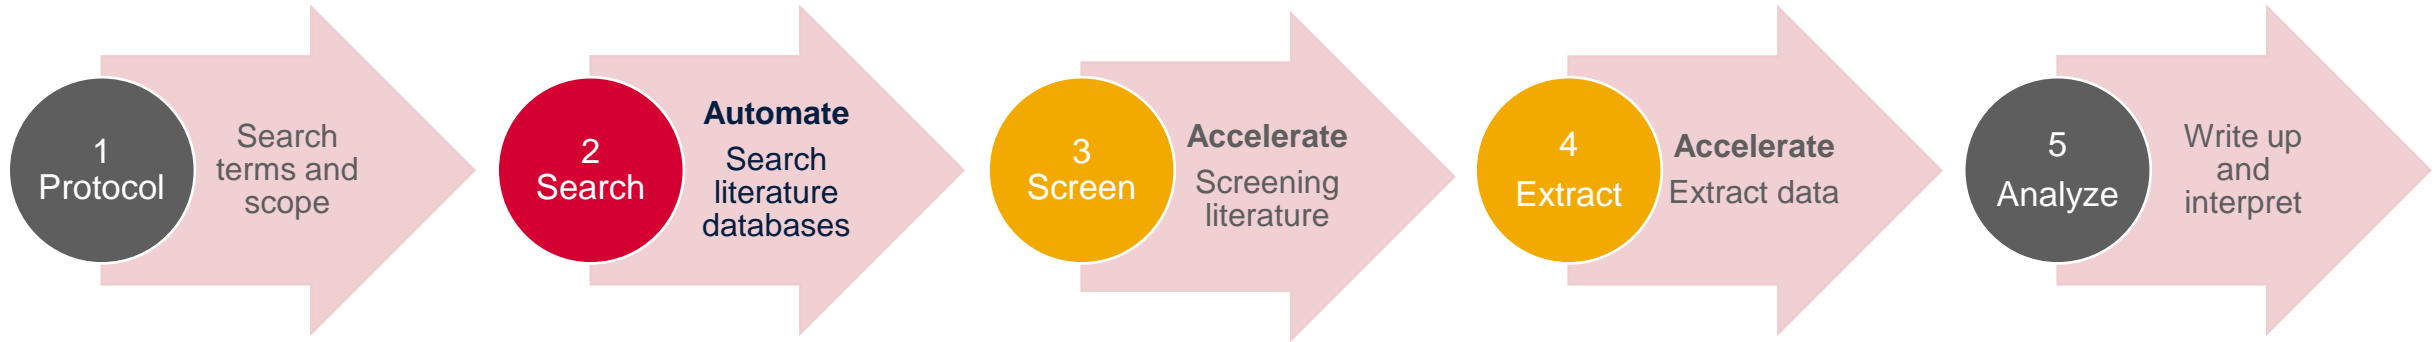 1
Protocol
Search
terms and
scope
2
Search
Automate
Search
literature
databases
3
Screen
Accelerate
Screening
literature
4
Extract
Accelerate
Extract data
5
Analyze
Write up
and
interpret